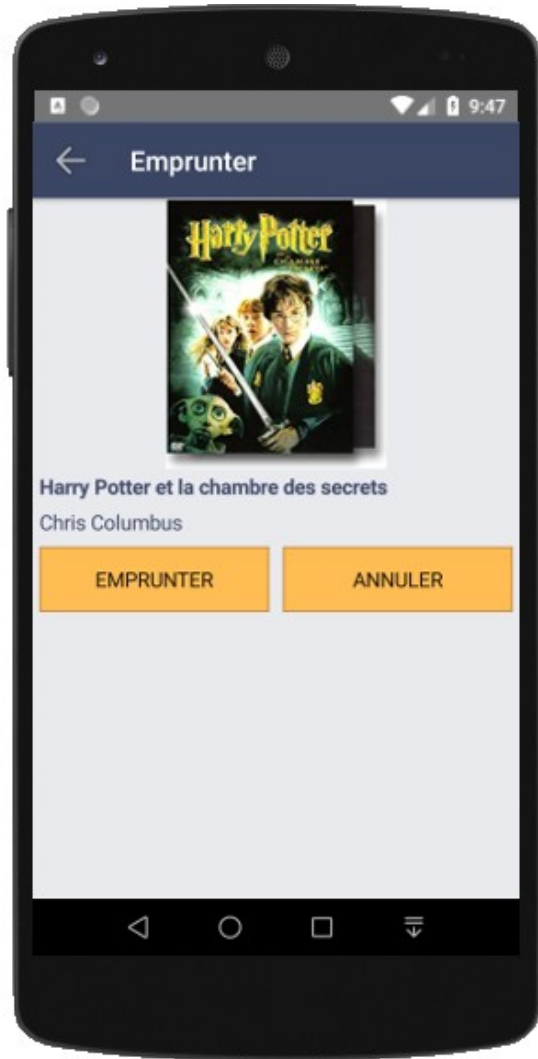 9:47
Emprunter
Harry Potter
Harry Potter et la chambre des secrets
Chris Columbus
EMPRUNTER ANNULER